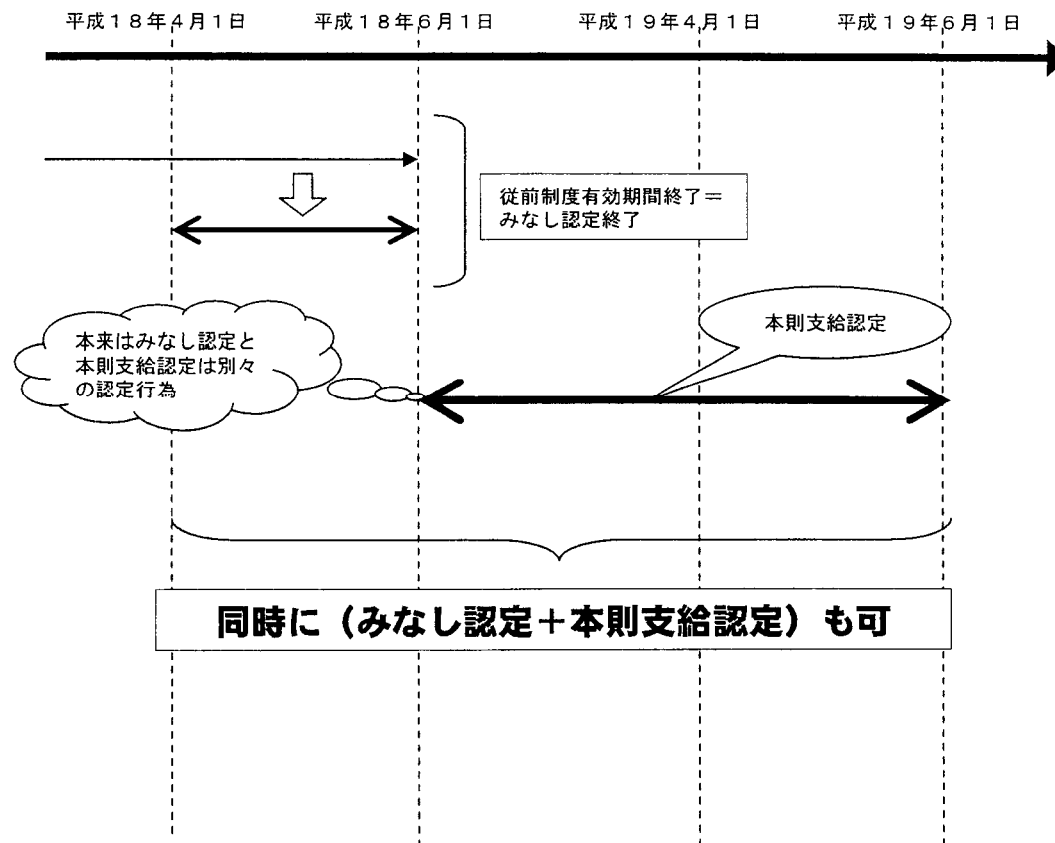 平成18年4月1日
平成18年6月1日
平成19年4月1日
平成19年6月1日
従前制度有効期間終了=
みなし認定終了
本則支給認定
本来はみなし認定と
本則支給認定は別々
の認定行為
同時に(みなし認定+本則支給認定)も可